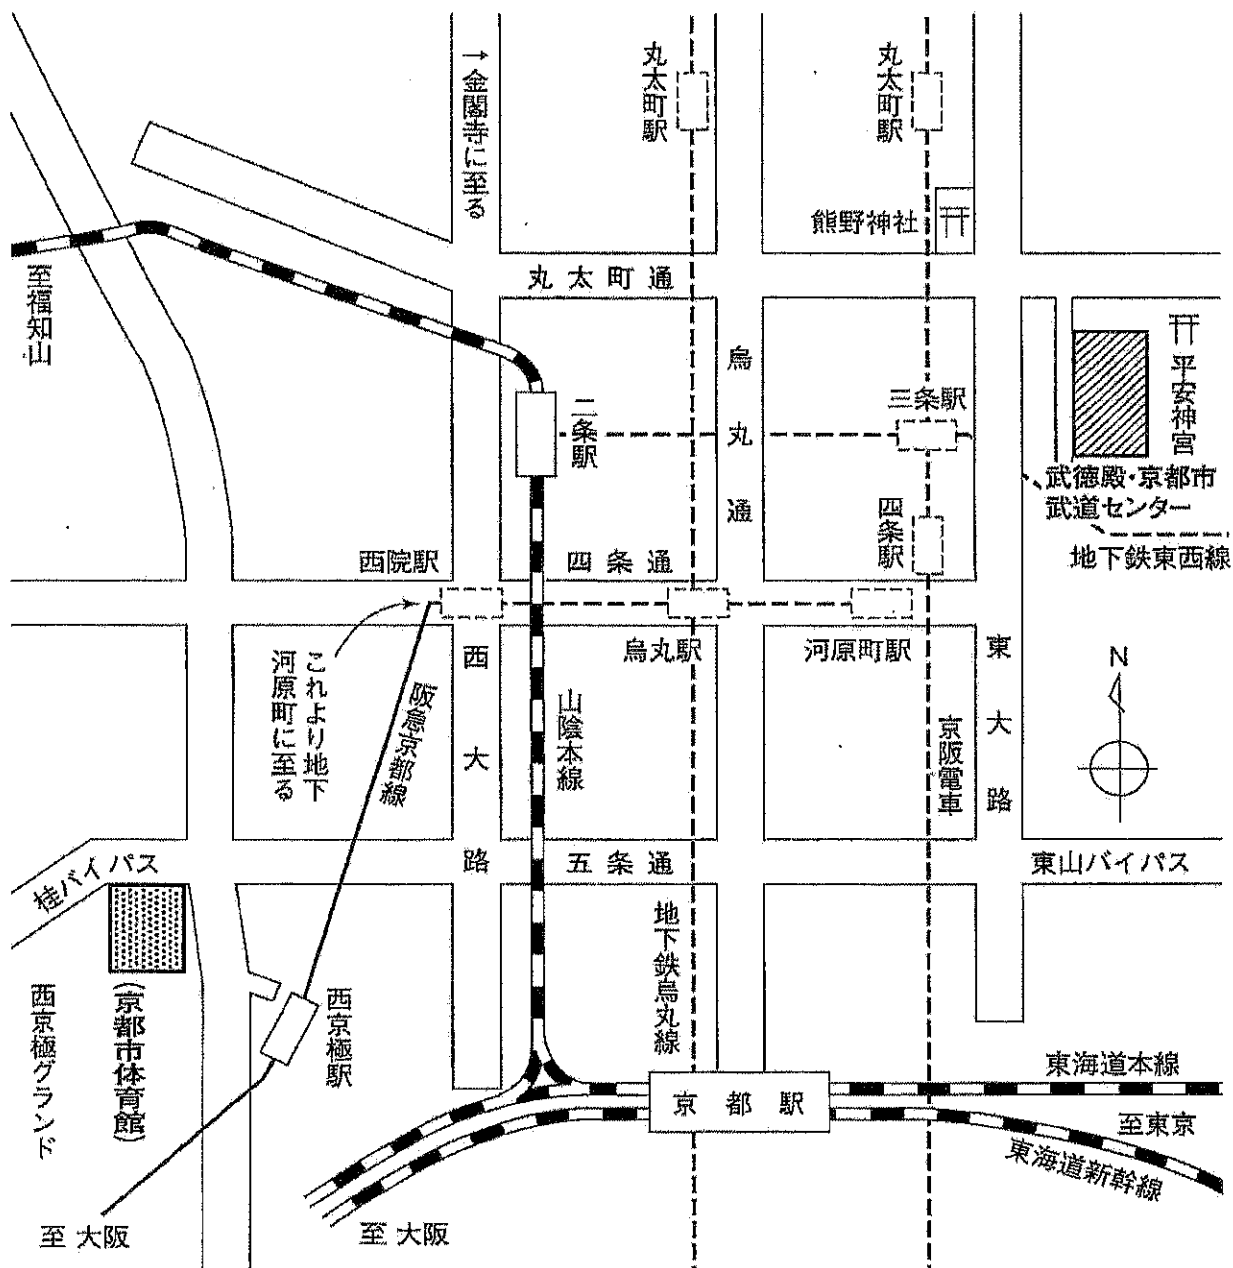 →金閣寺に至る
丸太町駅
丸太町駅
熊野神社
至福知山
丸太町通
烏丸通
平安神宮
二条駅
三条駅
武徳殿・京都市
武道センター
地下鉄東西線
四条駅
西院駅
四条通
烏丸駅
河原町駅
これより地下
河原町に至る
阪急京都線
西大路
山陰本線
京阪電車
東大路
N
桂バイパス
五条通
東山バイパス
西京極グランド
(京都市体育館)
西京極駅
地下鉄烏丸線
京都駅
東海道本線
至東京
東海道新幹線
至大阪
至大阪